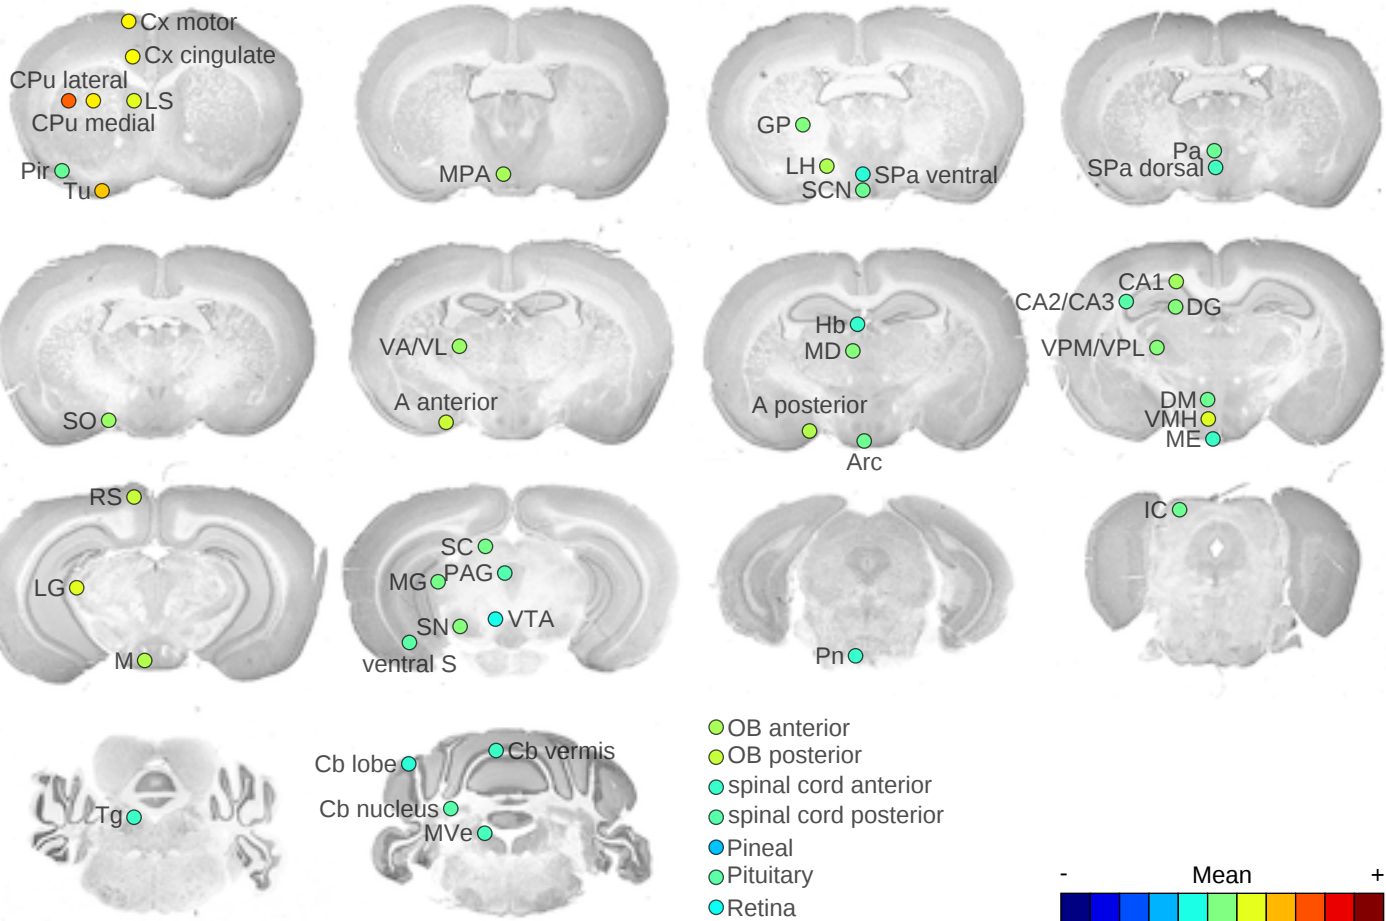 Cx motor
Cx cingulate
CPu lateral
LS
CPu medial
Pir
Tu
MPA
GP
LH
SPa ventral
SCN
Pa
SPa dorsal
SO
VA/VL
A anterior
Hb
MD
A posterior
Arc
CA1
CA2/CA3
DG
VPM/VPL
DM
VMH
ME
RS
LG
M
SC
MG
PAG
SN
VTA
ventral S
Pn
IC
Tg
Cb lobe
Cb vermis
Cb nucleus
MVe
OB anterior
OB posterior
spinal cord anterior
spinal cord posterior
Pineal
Pituitary
Retina
- Mean +